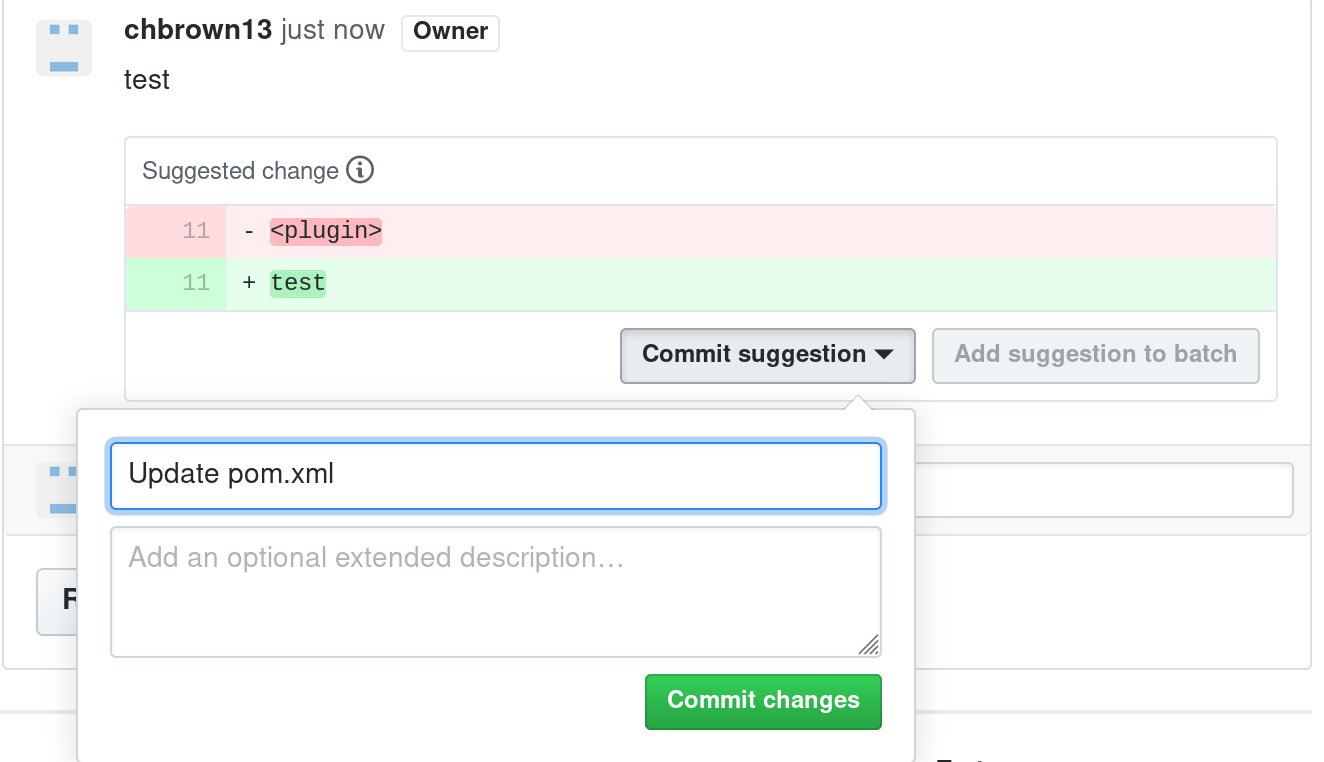 chbrown13 just now Owner
test
Suggested change
11 - <plugin>
11 + test
Commit suggestion Add suggestion to batch
Update pom.xml
Add an optional extended description...
Commit changes